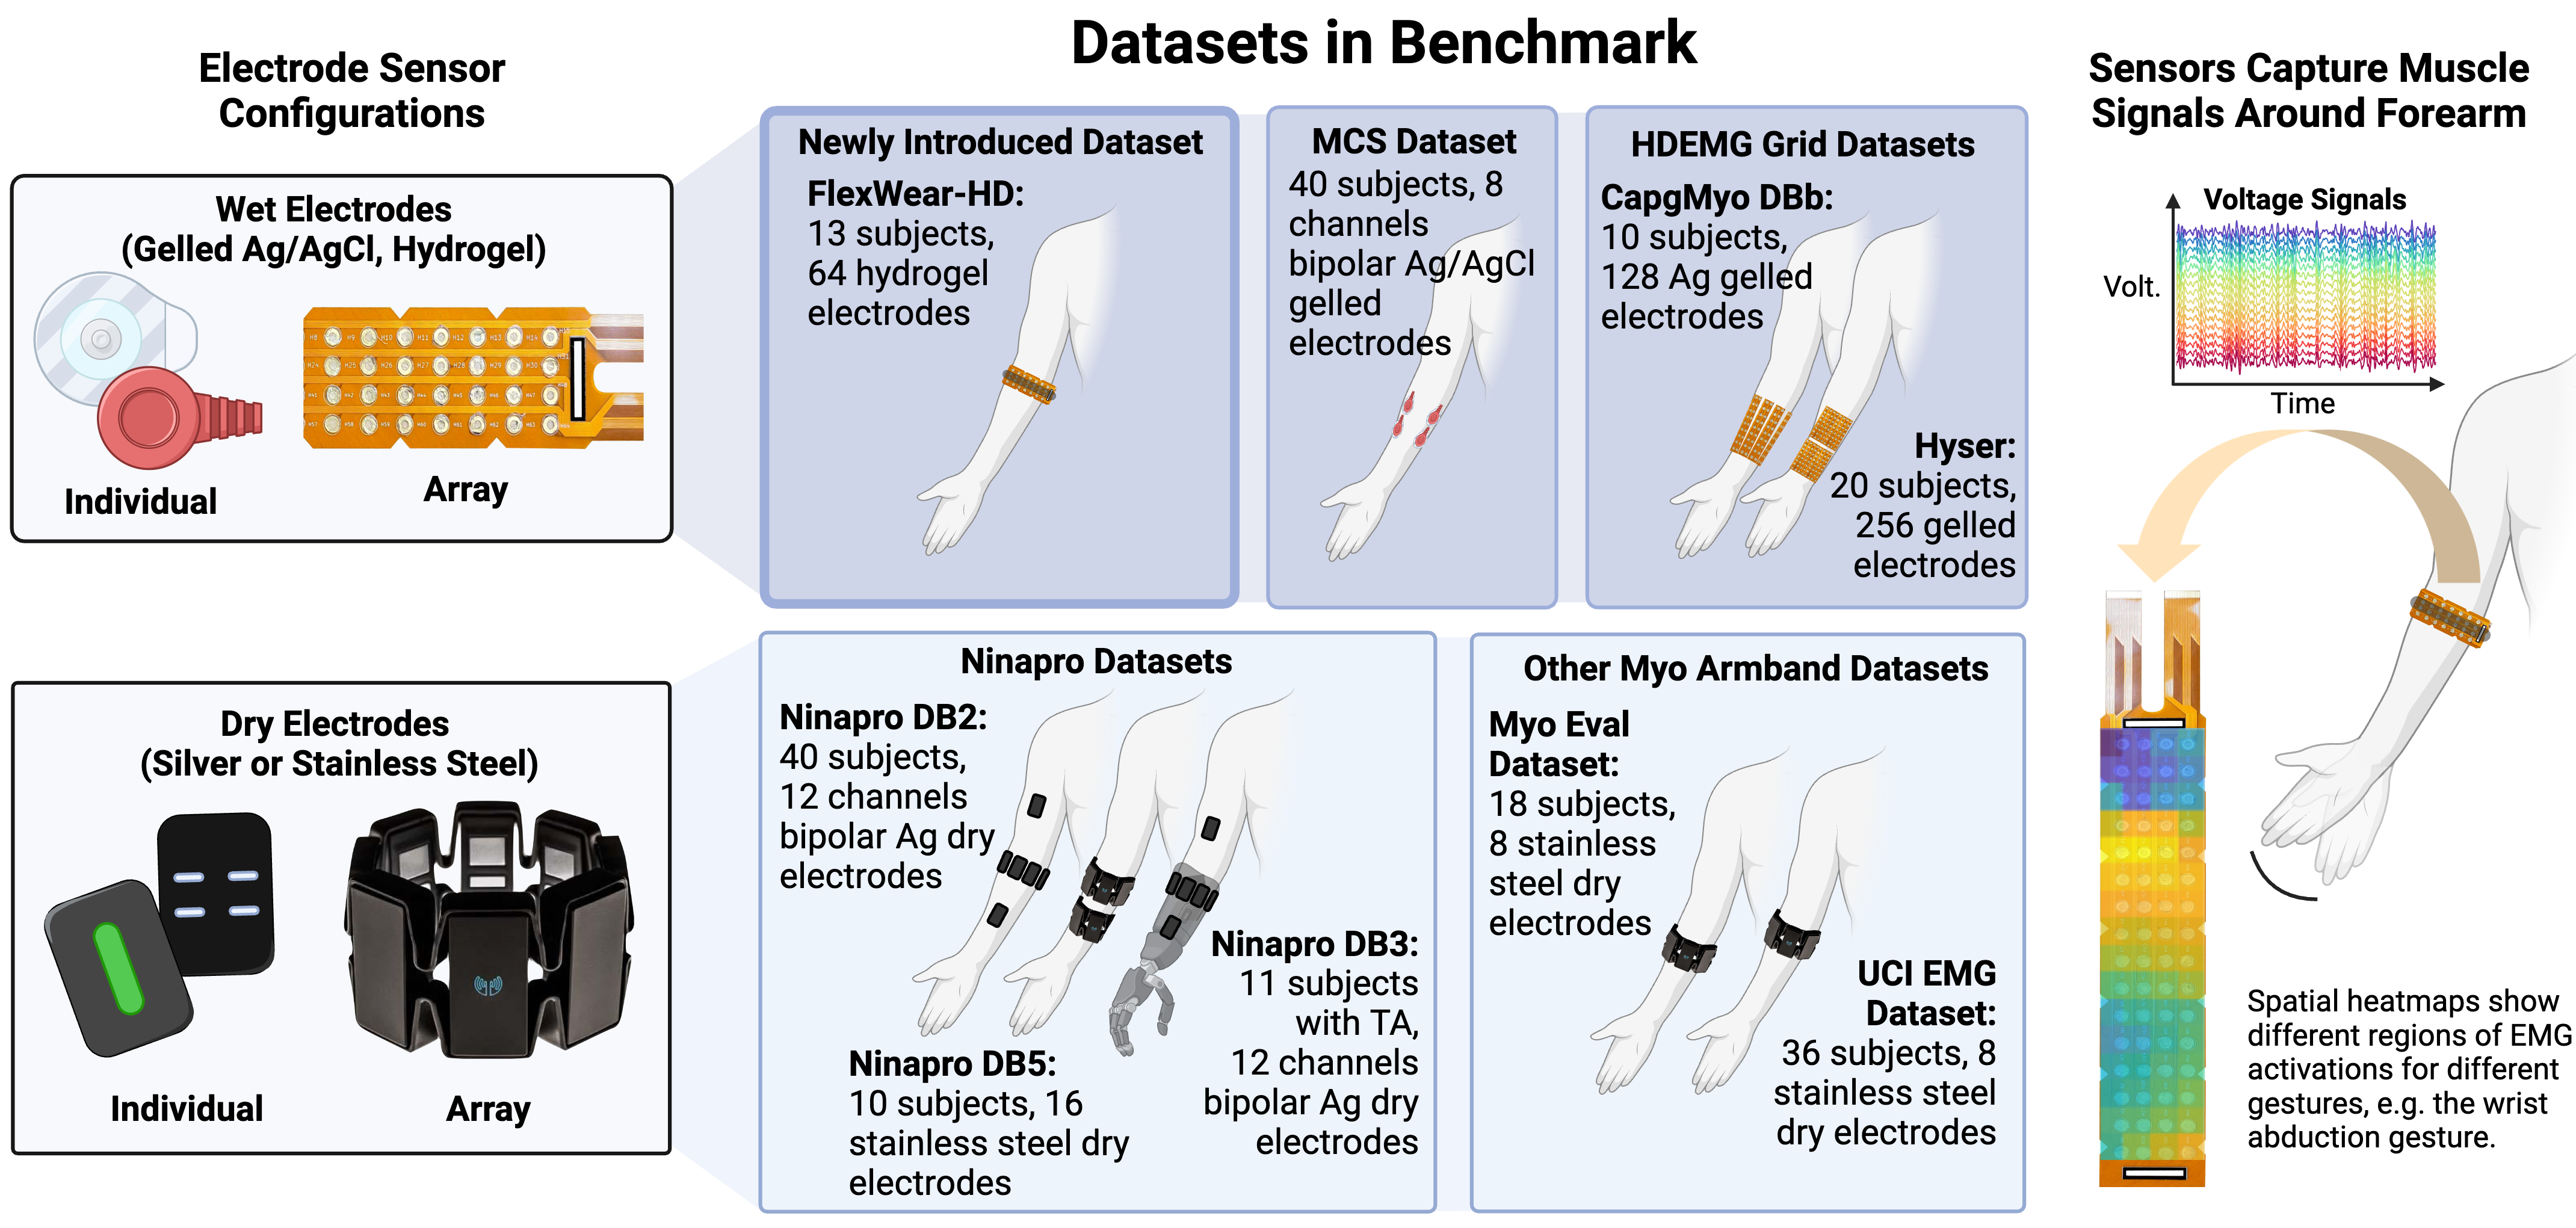 Datasets in Benchmark
Electrode Sensor
Configurations
Wet Electrodes
(Gelled Ag/AgCl, Hydrogel)
Individual
Array
Dry Electrodes
(Silver or Stainless Steel)
Individual
Array
Newly Introduced Dataset
FlexWear-HD:
13 subjects,
64 hydrogel
electrodes
MCS Dataset
40 subjects, 8
channels
bipolar Ag/AgCl
gelled
electrodes
HDEMG Grid Datasets
CapgMyo DBb:
10 subjects,
128 Ag gelled
electrodes
Hyser:
20 subjects,
256 gelled
electrodes
Ninapro Datasets
Ninapro DB2:
40 subjects,
12 channels
bipolar Ag dry
electrodes
Ninapro DB5:
10 subjects, 16
stainless steel dry
electrodes
Ninapro DB3:
11 subjects
with TA,
12 channels
bipolar Ag dry
electrodes
Other Myo Armband Datasets
Myo Eval
Dataset:
18 subjects,
8 stainless
steel dry
electrodes
UCI EMG
Dataset:
36 subjects, 8
stainless steel
dry electrodes
Sensors Capture Muscle
Signals Around Forearm
Voltage Signals
Volt.
Time
Spatial heatmaps show
different regions of EMG
activations for different
gestures, e.g. the wrist
abduction gesture.